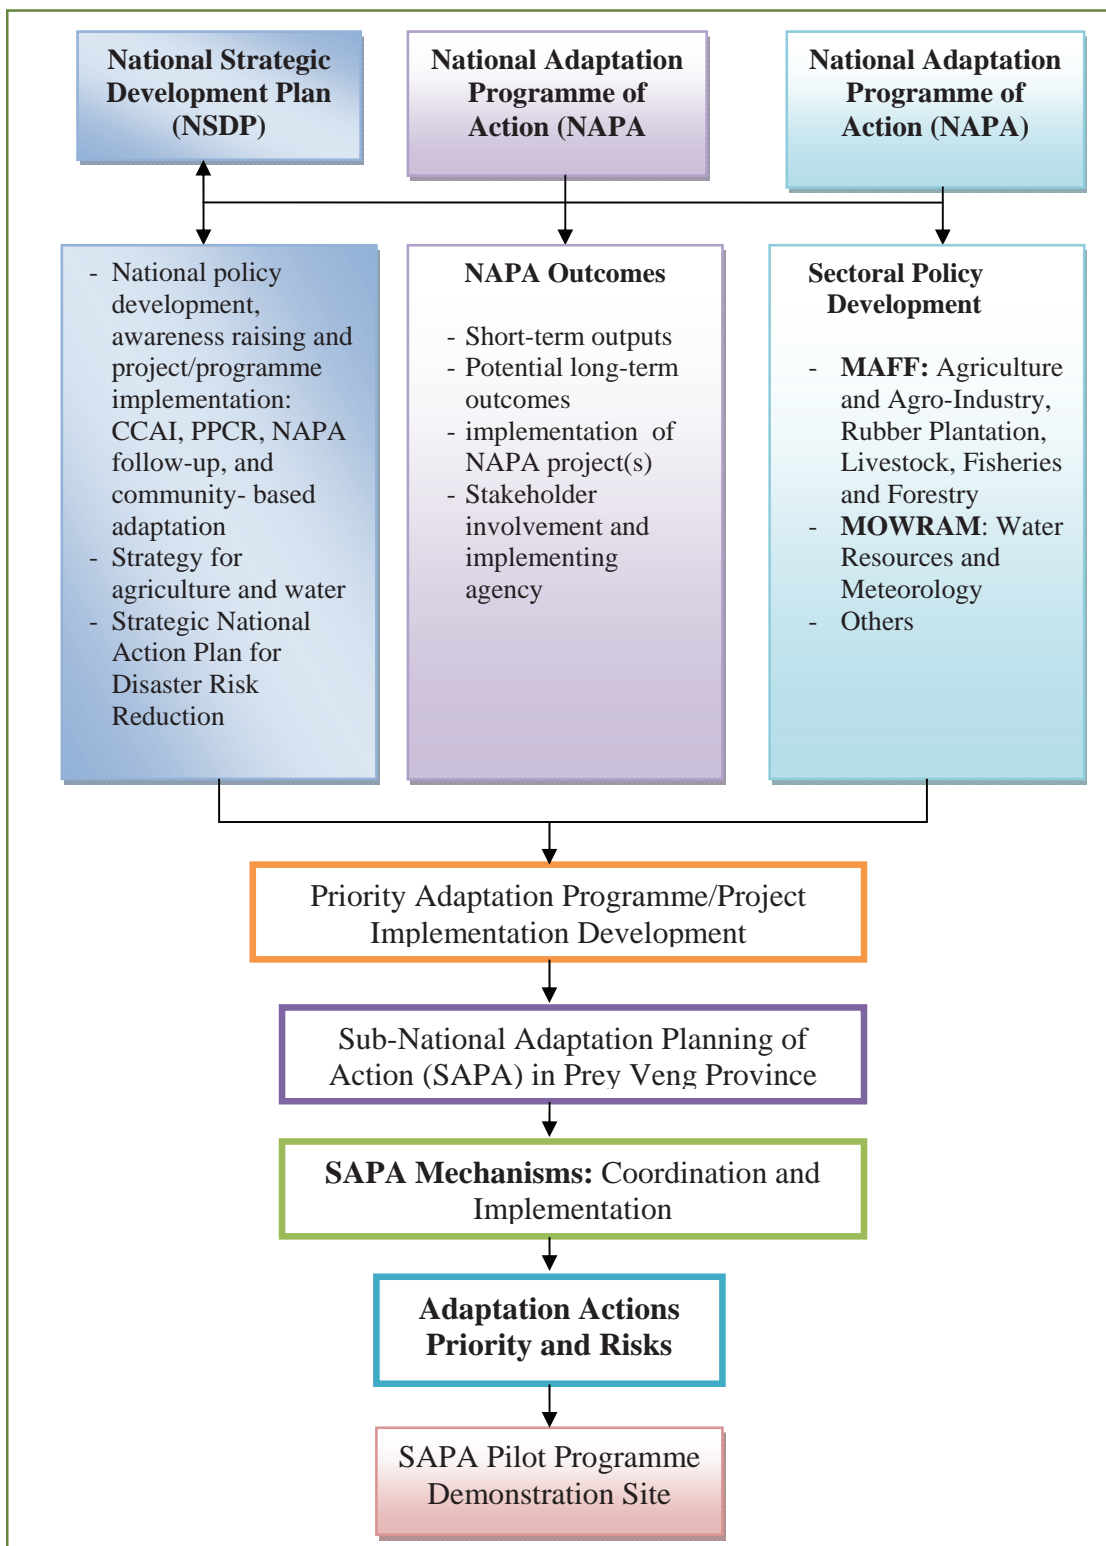 National Strategic
Development Plan
(NSDP)
National Adaptation
Programme of
Action (NAPA
National Adaptation
Programme of
Action (NAPA)
- National policy
development,
awareness raising and
project/programme
implementation:
CCAI, PPCR, NAPA
follow-up, and
community- based
adaptation
- Strategy for
agriculture and water
- Strategic National
Action Plan for
Disaster Risk
Reduction
NAPA Outcomes
- Short-term outputs
- Potential long-term
outcomes
- implementation of
NAPA project(s)
- Stakeholder
involvement and
implementing
agency
Sectoral Policy
Development
- MAFF: Agriculture
and Agro-Industry,
Rubber Plantation,
Livestock, Fisheries
and Forestry
- MOWRAM: Water
Resources and
Meteorology
- Others
Priority Adaptation Programme/Project
Implementation Development
Sub-National Adaptation Planning of
Action (SAPA) in Prey Veng Province
SAPA Mechanisms: Coordination and
Implementation
Adaptation Actions
Priority and Risks
SAPA Pilot Programme
Demonstration Site